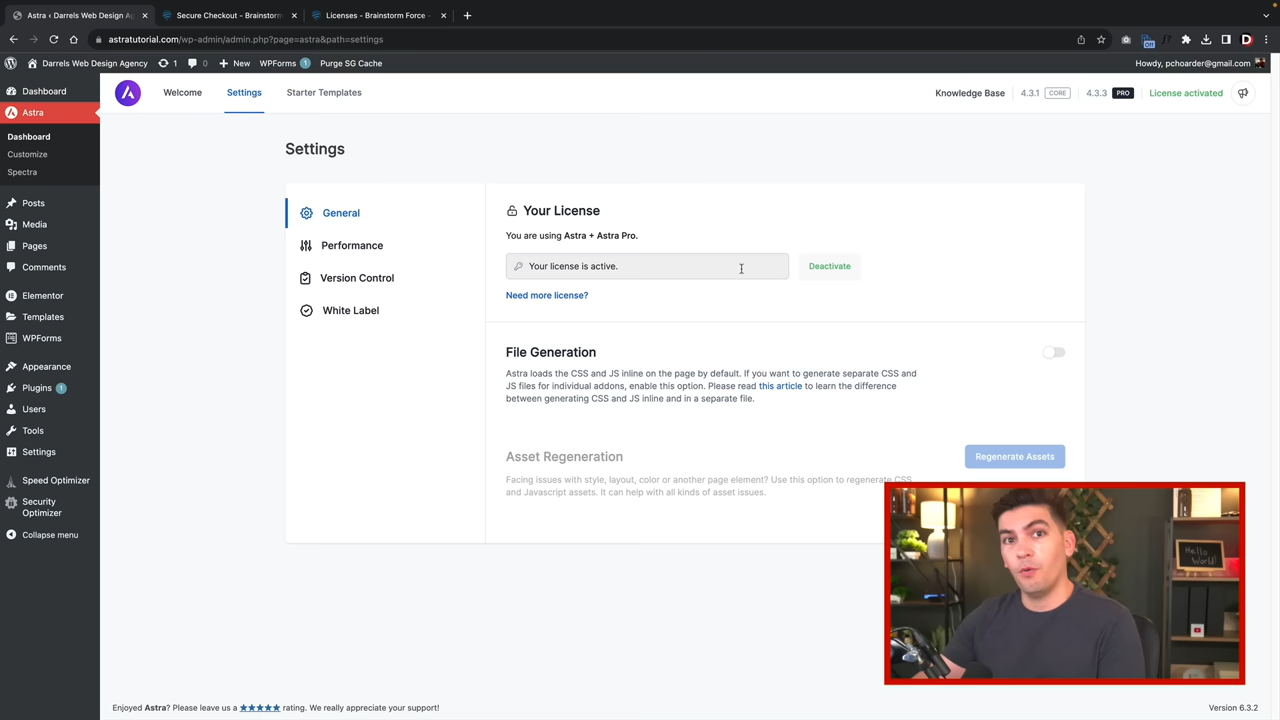 Astra ‹ Darrels Web Design Ag
Secure Checkout – Brainstorm
Licenses – Brainstorm Force –
astratutorial.com/wp-admin/admin.php?page=astra&path=settings
Off
D
Darrels Web Design Agency
1
0
New
WPForms 1
Purge SG Cache
Howdy, pchoarder@gmail.com
Dashboard
Astra
Dashboard
Customize
Spectra
Posts
Media
Pages
Comments
Elementor
Templates
WPForms
Appearance
Plugins 1
Users
Tools
Settings
Speed Optimizer
Security
Optimizer
Collapse menu
Welcome
Settings
Starter Templates
Knowledge Base
4.3.1 CORE
4.3.3 PRO
License activated
Settings
General
Performance
Version Control
White Label
Your License
You are using Astra + Astra Pro.
Your license is active.
Deactivate
Need more license?
File Generation
Astra loads the CSS and JS inline on the page by default. If you want to generate separate CSS and
JS files for individual addons, enable this option. Please read this article to learn the difference
between generating CSS and JS inline and in a separate file.
Asset Regeneration
Regenerate Assets
Facing issues with style, layout, color or another page element? Use this option to regenerate CSS
and Javascript assets. It can help with all kinds of asset issues.
Hello
World!
Enjoyed Astra? Please leave us a ★★★★★ rating. We really appreciate your support!
Version 6.3.2